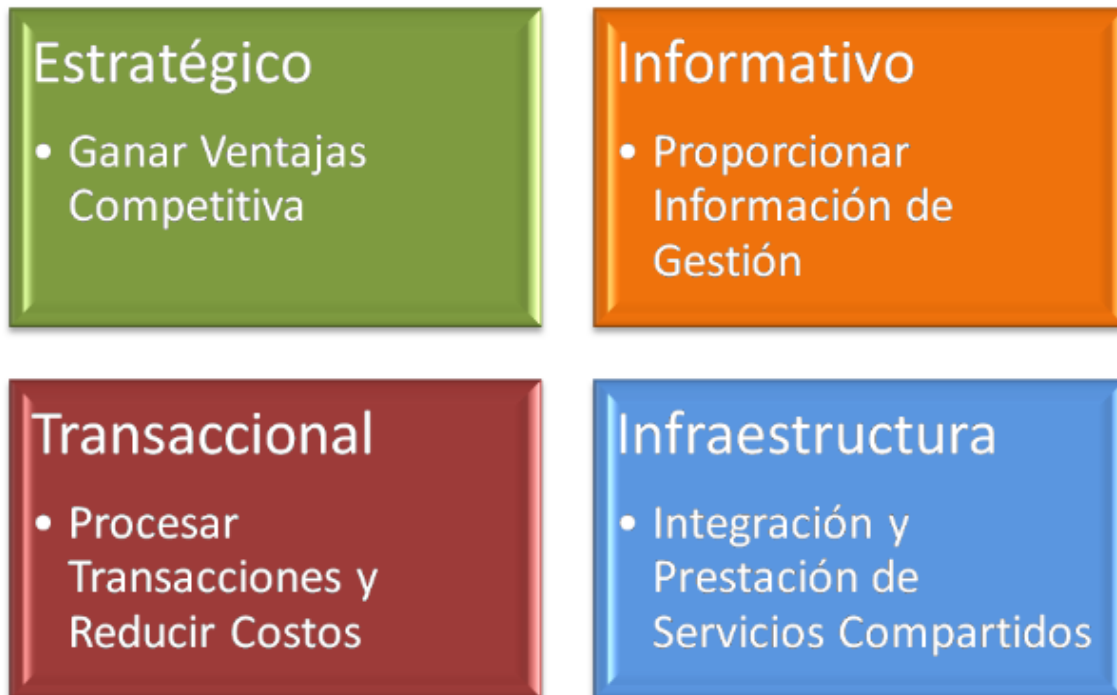 Estratégico
• Ganar Ventajas
Competitiva
Informativo
• Proporcionar
Información de
Gestión
Transaccional
• Procesar
Transacciones y
Reducir Costos
Infraestructura
• Integración y
Prestación de
Servicios Compartidos